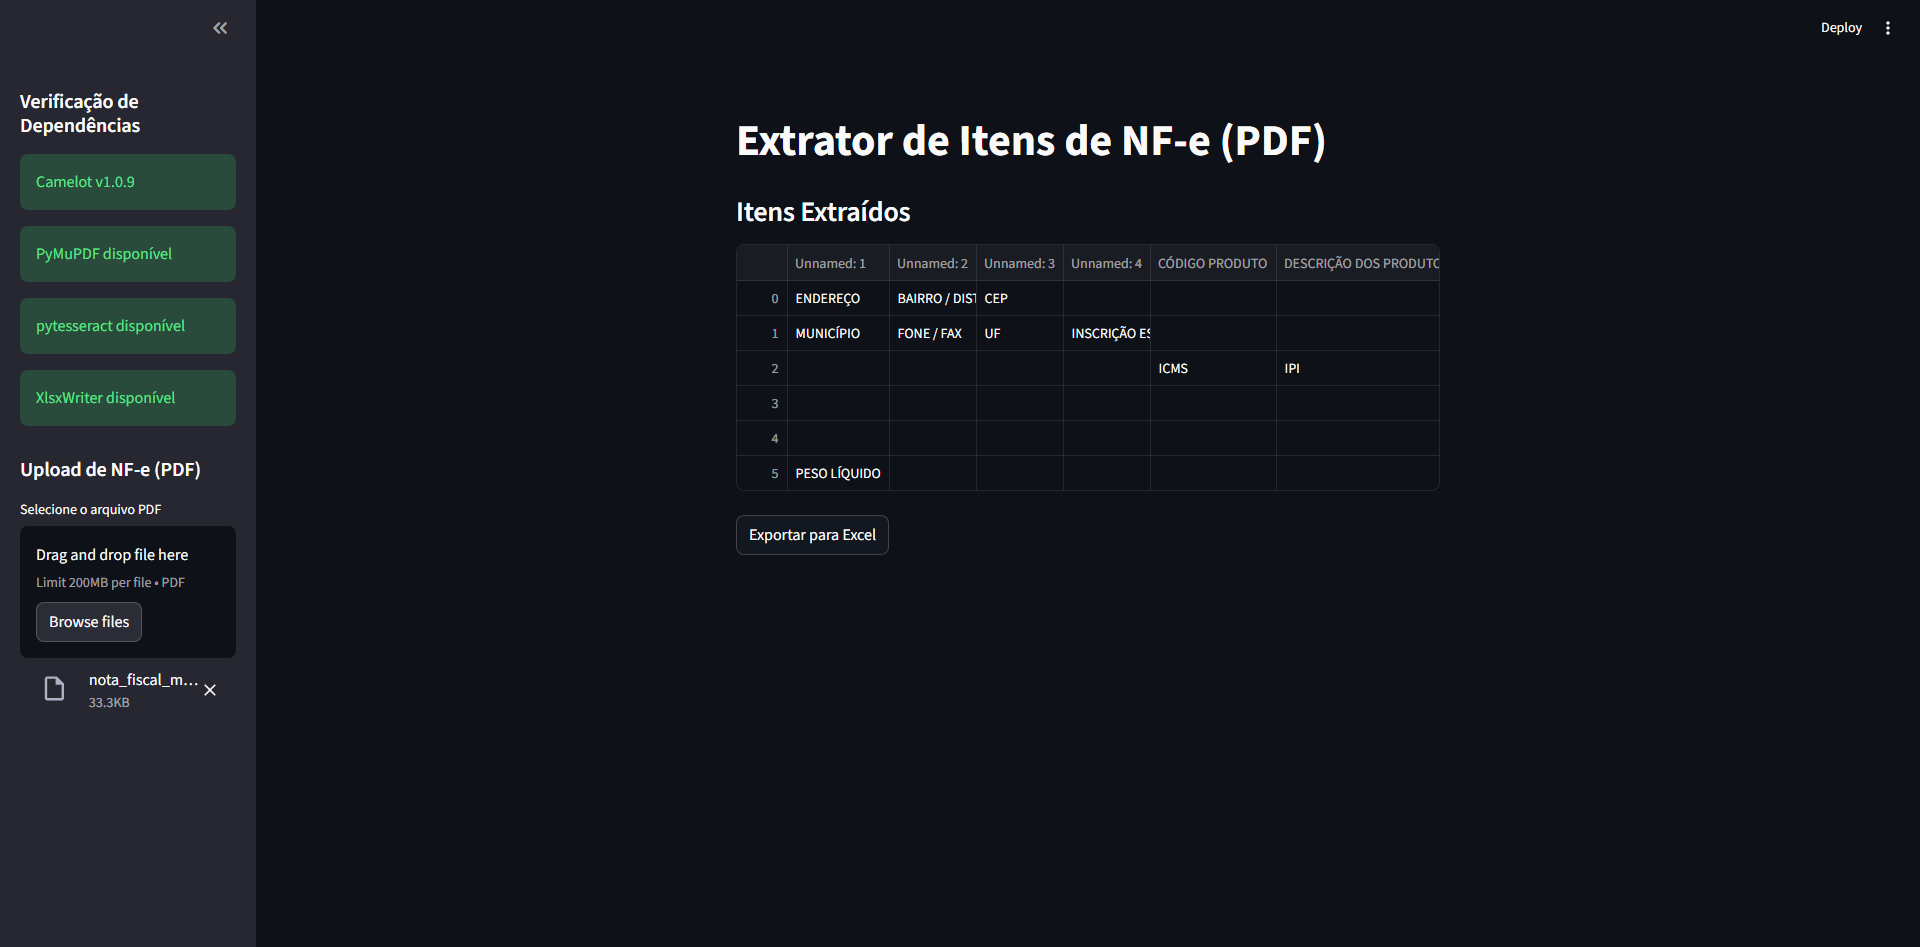 Deploy
Verificação de
Dependências
Camelot v1.0.9
PyMuPDF disponível
pytesseract disponível
XlsxWriter disponível
Upload de NF-e (PDF)
Selecione o arquivo PDF
Drag and drop file here
Limit 200MB per file • PDF
Browse files
nota_fiscal_m...
33.3KB
Extrator de Itens de NF-e (PDF)
Itens Extraídos
Unnamed: 1 Unnamed: 2 Unnamed: 3 Unnamed: 4 CÓDIGO PRODUTO DESCRIÇÃO DOS PRODUTO
0 ENDEREÇO BAIRRO / DIST CEP
1 MUNICÍPIO FONE / FAX UF INSCRIÇÃO ES
2 ICMS IPI
3
4
5 PESO LÍQUIDO
Exportar para Excel